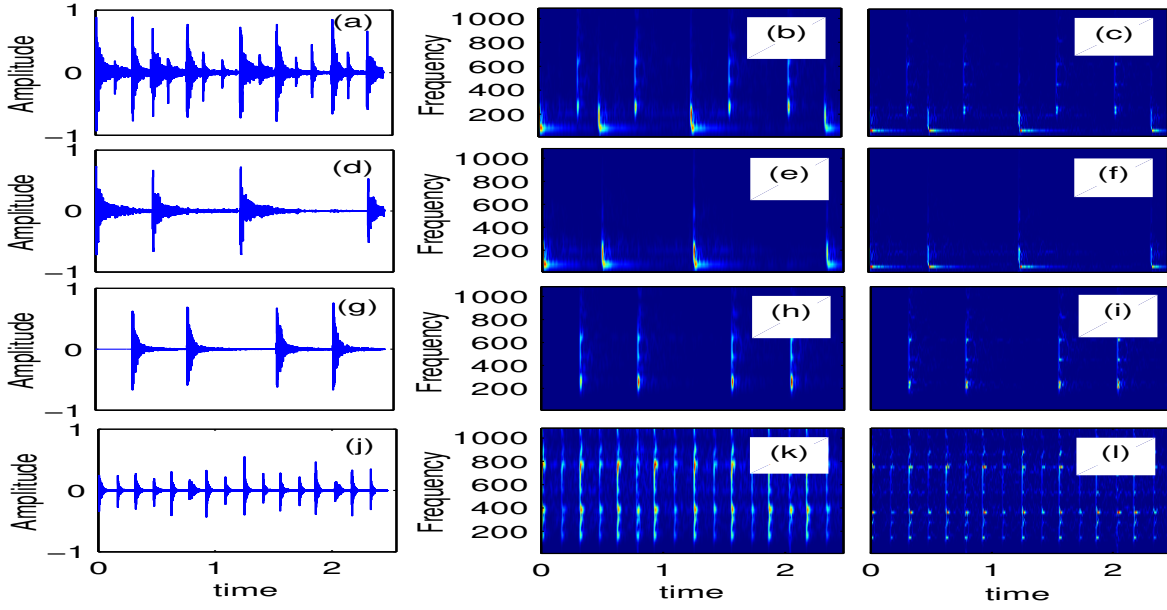 Amplitude
1
0
−1
(a)
Frequency
1000
800
600
400
200
(b)
(c)
Amplitude
1
0
−1
(d)
Frequency
1000
800
600
400
200
(e)
(f)
Amplitude
1
0
−1
(g)
Frequency
1000
800
600
400
200
(h)
(i)
Amplitude
1
0
−1
(j)
0 1 2
time
Frequency
1000
800
600
400
200
(k)
0 1 2
time
(l)
0 1 2
time